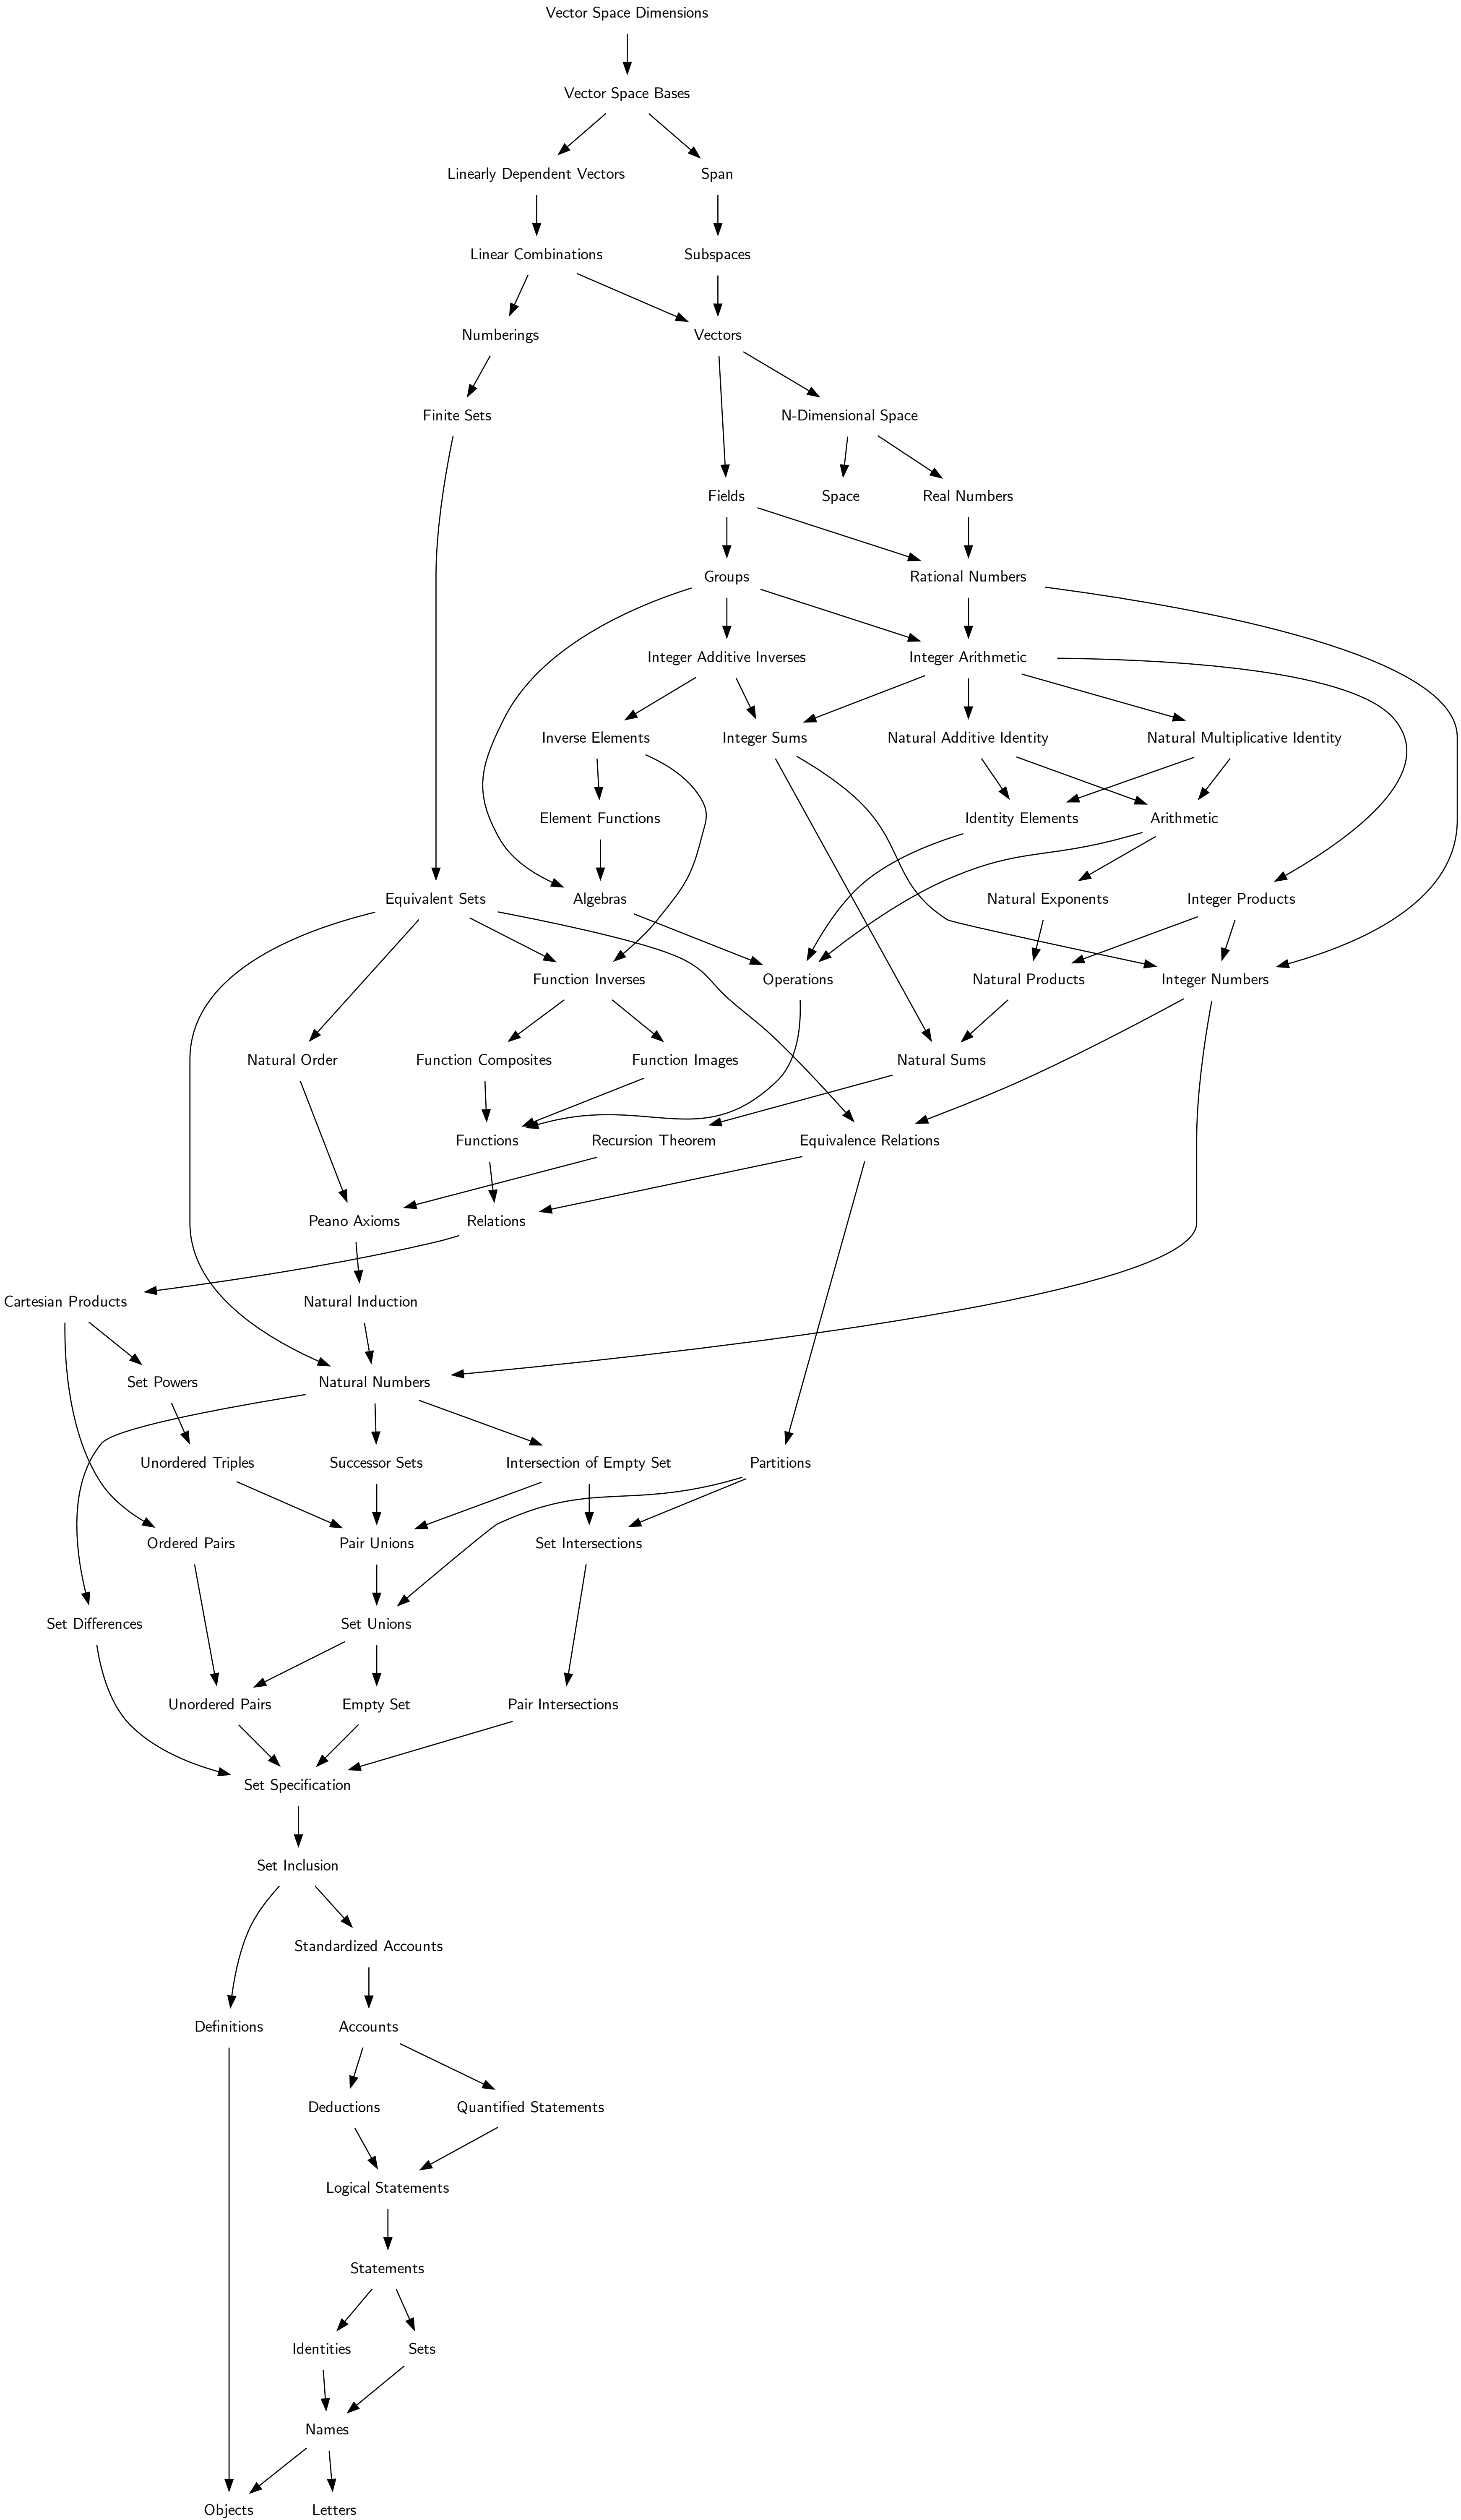 Vector Space Dimensions
Vector Space Bases
Linearly Dependent Vectors
Span
Linear Combinations
Subspaces
Numberings
Vectors
Finite Sets
N-Dimensional Space
Fields
Space
Real Numbers
Groups
Rational Numbers
Integer Additive Inverses
Integer Arithmetic
Inverse Elements
Integer Sums
Natural Additive Identity
Natural Multiplicative Identity
Element Functions
Identity Elements
Arithmetic
Equivalent Sets
Algebras
Natural Exponents
Integer Products
Function Inverses
Operations
Natural Products
Integer Numbers
Natural Order
Function Composites
Function Images
Natural Sums
Functions
Recursion Theorem
Equivalence Relations
Peano Axioms
Relations
Cartesian Products
Natural Induction
Set Powers
Natural Numbers
Unordered Triples
Successor Sets
Intersection of Empty Set
Partitions
Ordered Pairs
Pair Unions
Set Intersections
Set Differences
Set Unions
Unordered Pairs
Empty Set
Pair Intersections
Set Specification
Set Inclusion
Standardized Accounts
Definitions
Accounts
Deductions
Quantified Statements
Logical Statements
Statements
Identities
Sets
Names
Objects
Letters